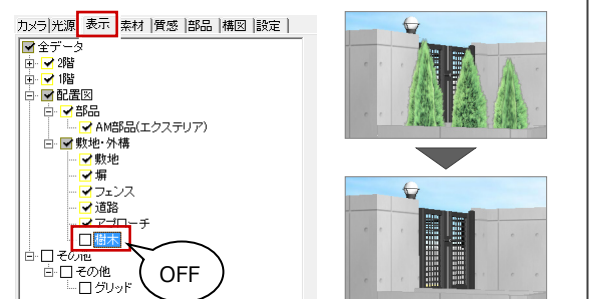 カメラ 光源 表示 素材 質感 部品 構図 設定
全データ
2階
1階
配置図
部品
AM部品(エクステリア)
敷地・外構
敷地
塀
フェンス
道路
アプローチ
樹木
その他
その他
グリッド
OFF